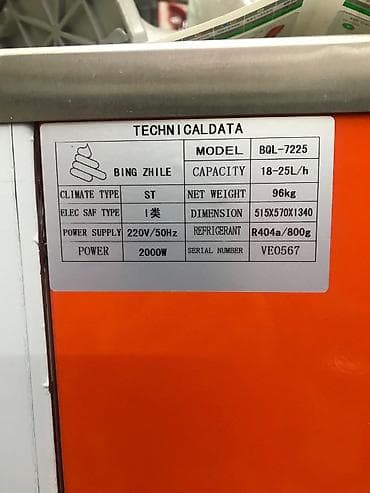 TECHNICALDATA
BING ZHILE MODEL BQL-7225
CAPACITY 18-25L/h
CLIMATE TYPE ST NET WEIGHT 96kg
ELEC SAF TYPE I类 DIMENSION 515X570X1340
POWER SUPPLY 220V/50Hz REFRIGERANT R404a/800g
POWER 2000W SERIAL NUMBER VE0567